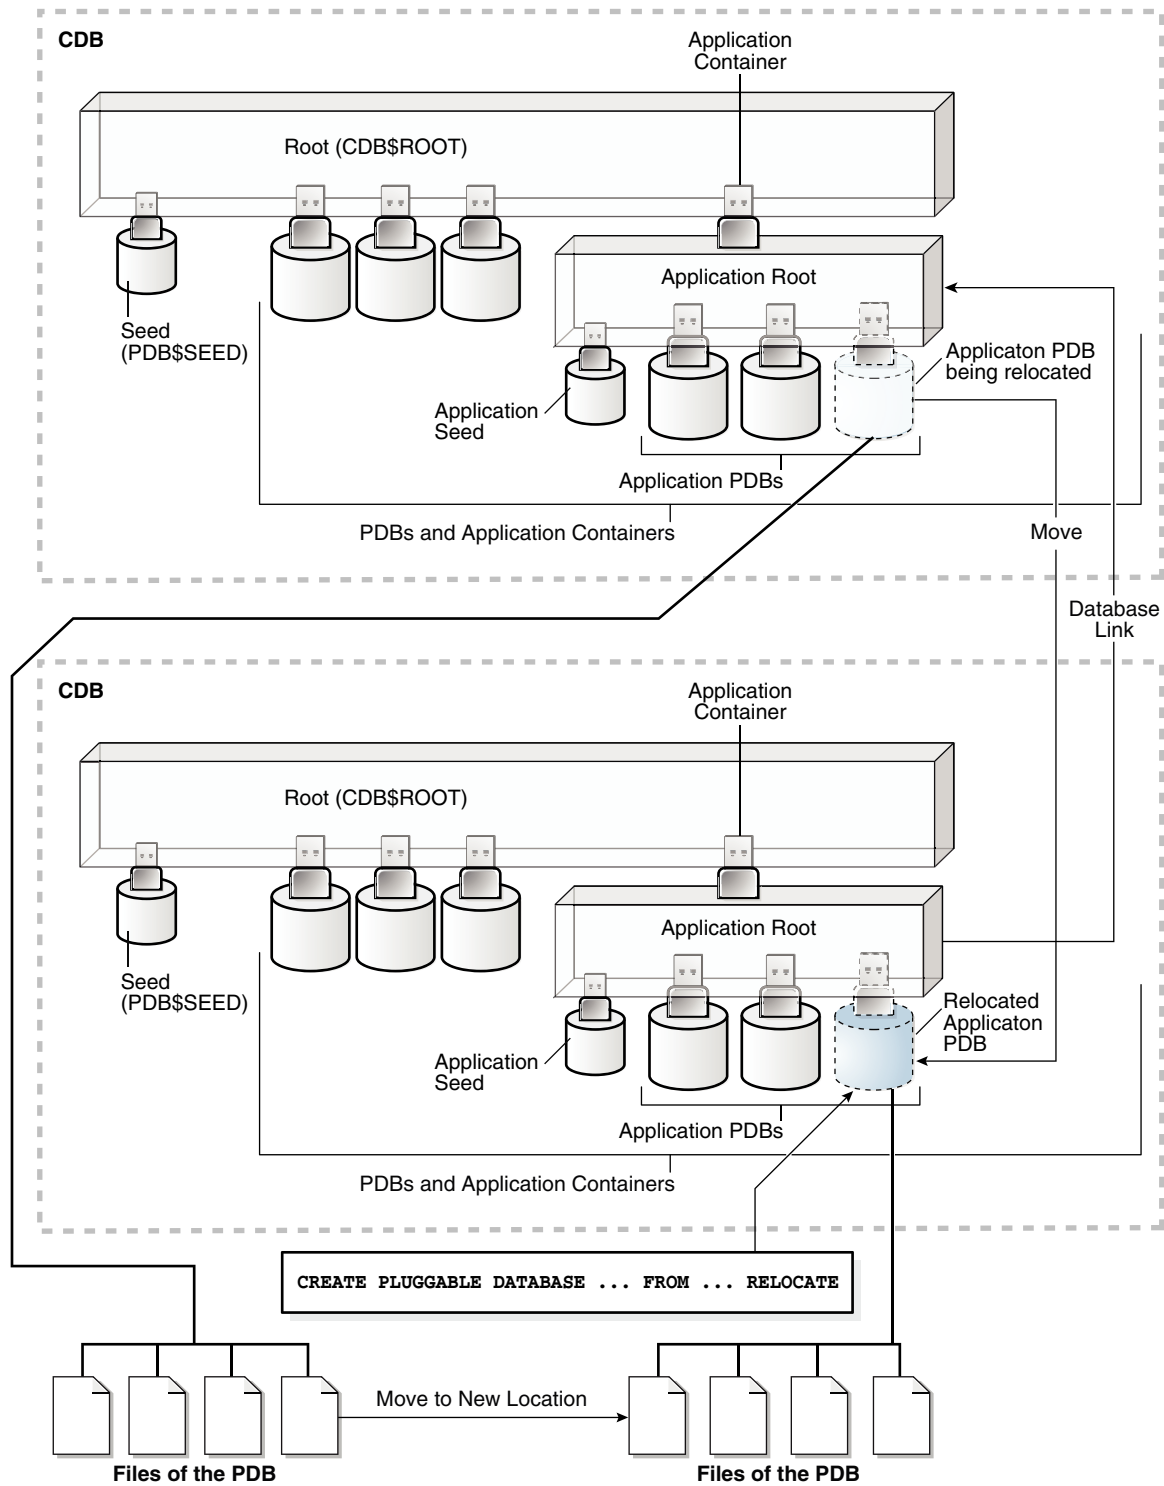 CDB
Application
Container
Root (CDB$ROOT)
Application Root
Seed
(PDB$SEED)
Applicaton PDB
being relocated
Application
Seed
Application PDBs
PDBs and Application Containers
Move
Database
Link
CDB
Application
Container
Root (CDB$ROOT)
Application Root
Seed
(PDB$SEED)
Relocated
Applicaton
PDB
Application
Seed
Application PDBs
PDBs and Application Containers
CREATE PLUGGABLE DATABASE ... FROM ... RELOCATE
Move to New Location
Files of the PDB
Files of the PDB